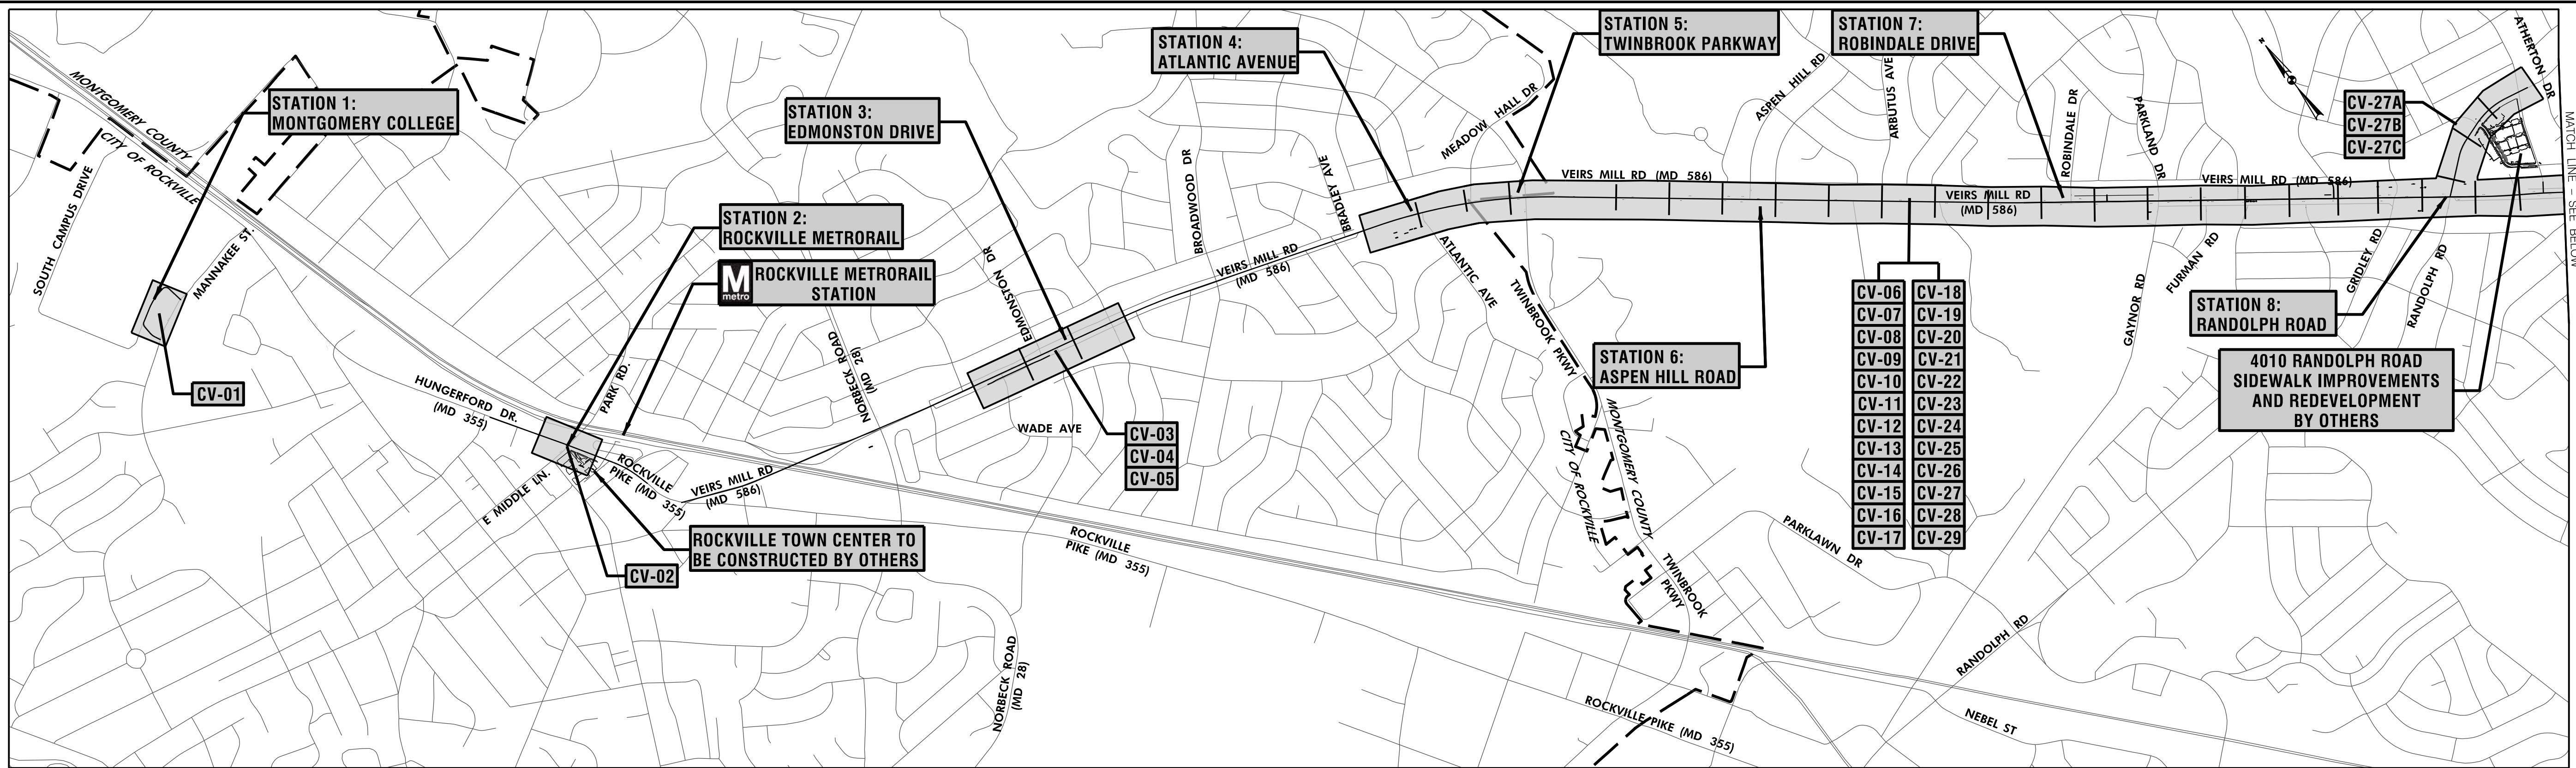 STATION 1:
MONTGOMERY COLLEGE
STATION 2:
ROCKVILLE METRORAIL
M
metro
ROCKVILLE METRORAIL
STATION
STATION 3:
EDMONSTON DRIVE
STATION 4:
ATLANTIC AVENUE
STATION 5:
TWINBROOK PARKWAY
STATION 7:
ROBINDALE DRIVE
STATION 6:
ASPEN HILL ROAD
STATION 8:
RANDOLPH ROAD
4010 RANDOLPH ROAD
SIDEWALK IMPROVEMENTS
AND REDEVELOPMENT
BY OTHERS
ROCKVILLE TOWN CENTER TO
BE CONSTRUCTED BY OTHERS
CV-01
CV-02
CV-03
CV-04
CV-05
CV-06
CV-07
CV-08
CV-09
CV-10
CV-11
CV-12
CV-13
CV-14
CV-15
CV-16
CV-17
CV-18
CV-19
CV-20
CV-21
CV-22
CV-23
CV-24
CV-25
CV-26
CV-27
CV-28
CV-29
CV-27A
CV-27B
CV-27C
MONTGOMERY COUNTY
CITY OF ROCKVILLE
SOUTH CAMPUS DRIVE
MANNAKEE ST.
HUNGERFORD DR.
(MD 355)
PARK RD.
E MIDDLE LN.
ROCKVILLE
PIKE (MD 355)
VEIRS MILL RD
(MD 586)
NORBECK ROAD
(MD 28)
EDMONSTON DR
WADE AVE
BROADWOOD DR
BRADLEY AVE
VEIRS MILL RD
(MD 586)
ATLANTIC AVE
MEADOW HALL DR
TWINBROOK PKWY
VEIRS MILL RD (MD 586)
ASPEN HILL RD
ARBUTUS AVE
VEIRS MILL RD
(MD 586)
ROBINDALE DR
PARKLAND DR
VEIRS MILL RD (MD 586)
GAYNOR RD
FURMAN RD
GRIDLEY RD
RANDOLPH RD
ATHERTON DR
MATCH LINE - SEE BELOW
MONTGOMERY COUNTY
CITY OF ROCKVILLE
TWINBROOK
PKWY
PARKLAWN DR
RANDOLPH RD
NEBEL ST
ROCKVILLE
PIKE (MD 355)
NORBECK ROAD
(MD 28)
ROCKVILLE PIKE (MD 355)